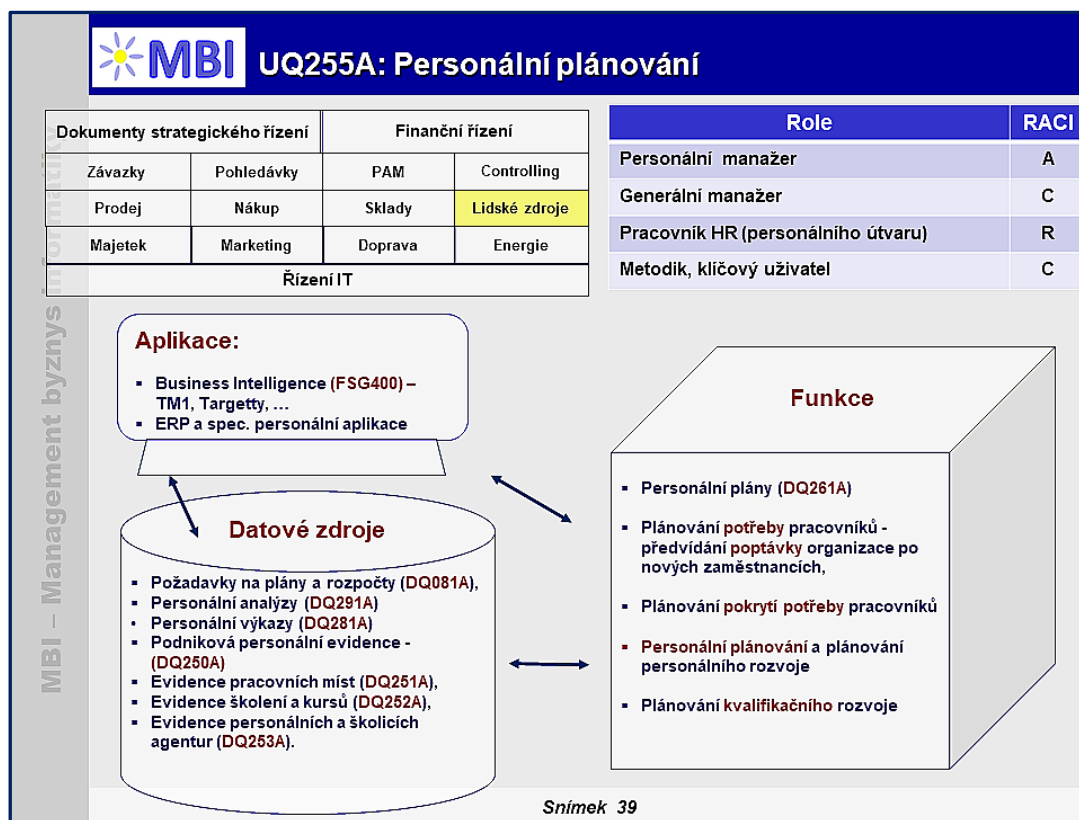 MBI
UQ255A: Personální plánování
Dokumenty strategického řízení
Finanční řízení
Závazky
Pohledávky
PAM
Controlling
Prodej
Nákup
Sklady
Lidské zdroje
Majetek
Marketing
Doprava
Energie
Řízení IT
Role
RACI
Personální manažer
A
Generální manažer
C
Pracovník HR (personálního útvaru)
R
Metodik, klíčový uživatel
C
MBI – Management byznys informatiky
Aplikace:
▪ Business Intelligence (FSG400) –
TM1, Targetty, ...
▪ ERP a spec. personální aplikace
Datové zdroje
▪ Požadavky na plány a rozpočty (DQ081A),
▪ Personální analýzy (DQ291A)
▪ Personální výkazy (DQ281A)
▪ Podniková personální evidence -
(DQ250A)
▪ Evidence pracovních míst (DQ251A),
▪ Evidence školení a kursů (DQ252A),
▪ Evidence personálních a školicích
agentur (DQ253A).
Funkce
▪ Personální plány (DQ261A)
▪ Plánování potřeby pracovníků -
předvídání poptávky organizace po
nových zaměstnancích,
▪ Plánování pokrytí potřeby pracovníků
▪ Personální plánování a plánování
personálního rozvoje
▪ Plánování kvalifikačního rozvoje
Snímek 39